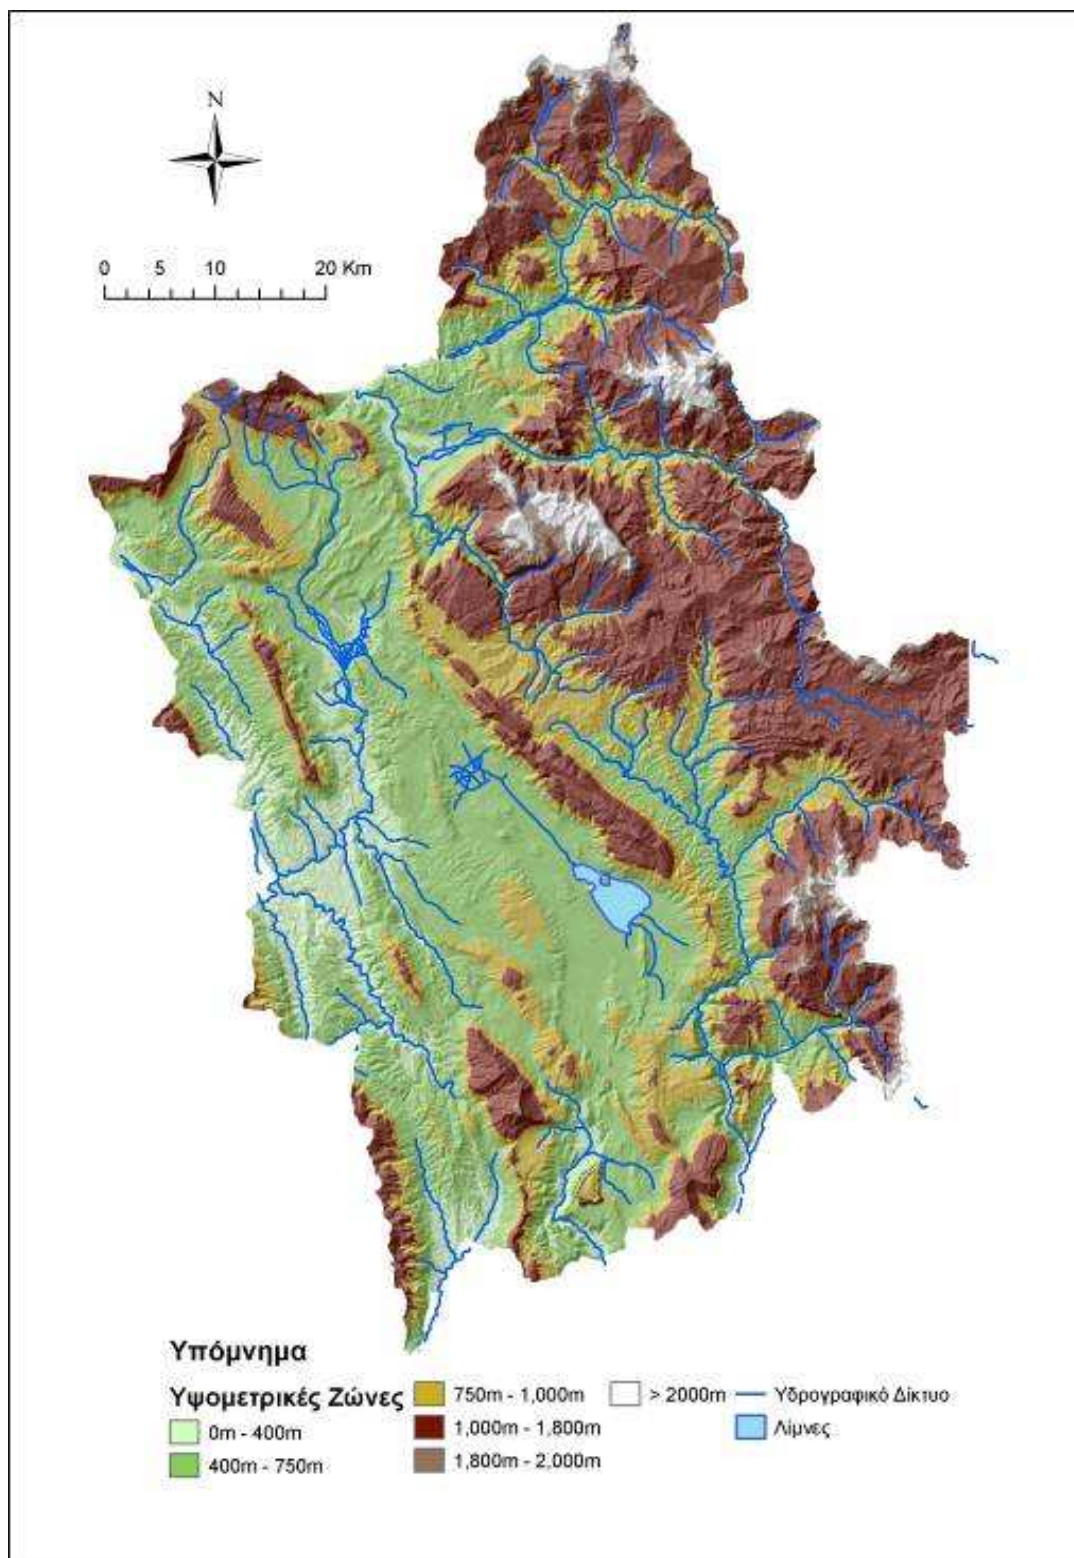 N
0 5 10 20 Km
Υπόμνημα
Υψομετρικές Ζώνες
0m - 400m
400m - 750m
750m - 1,000m
1,000m - 1,800m
1,800m - 2,000m
> 2000m
Υδρογραφικό Δίκτυο
Λίμνες